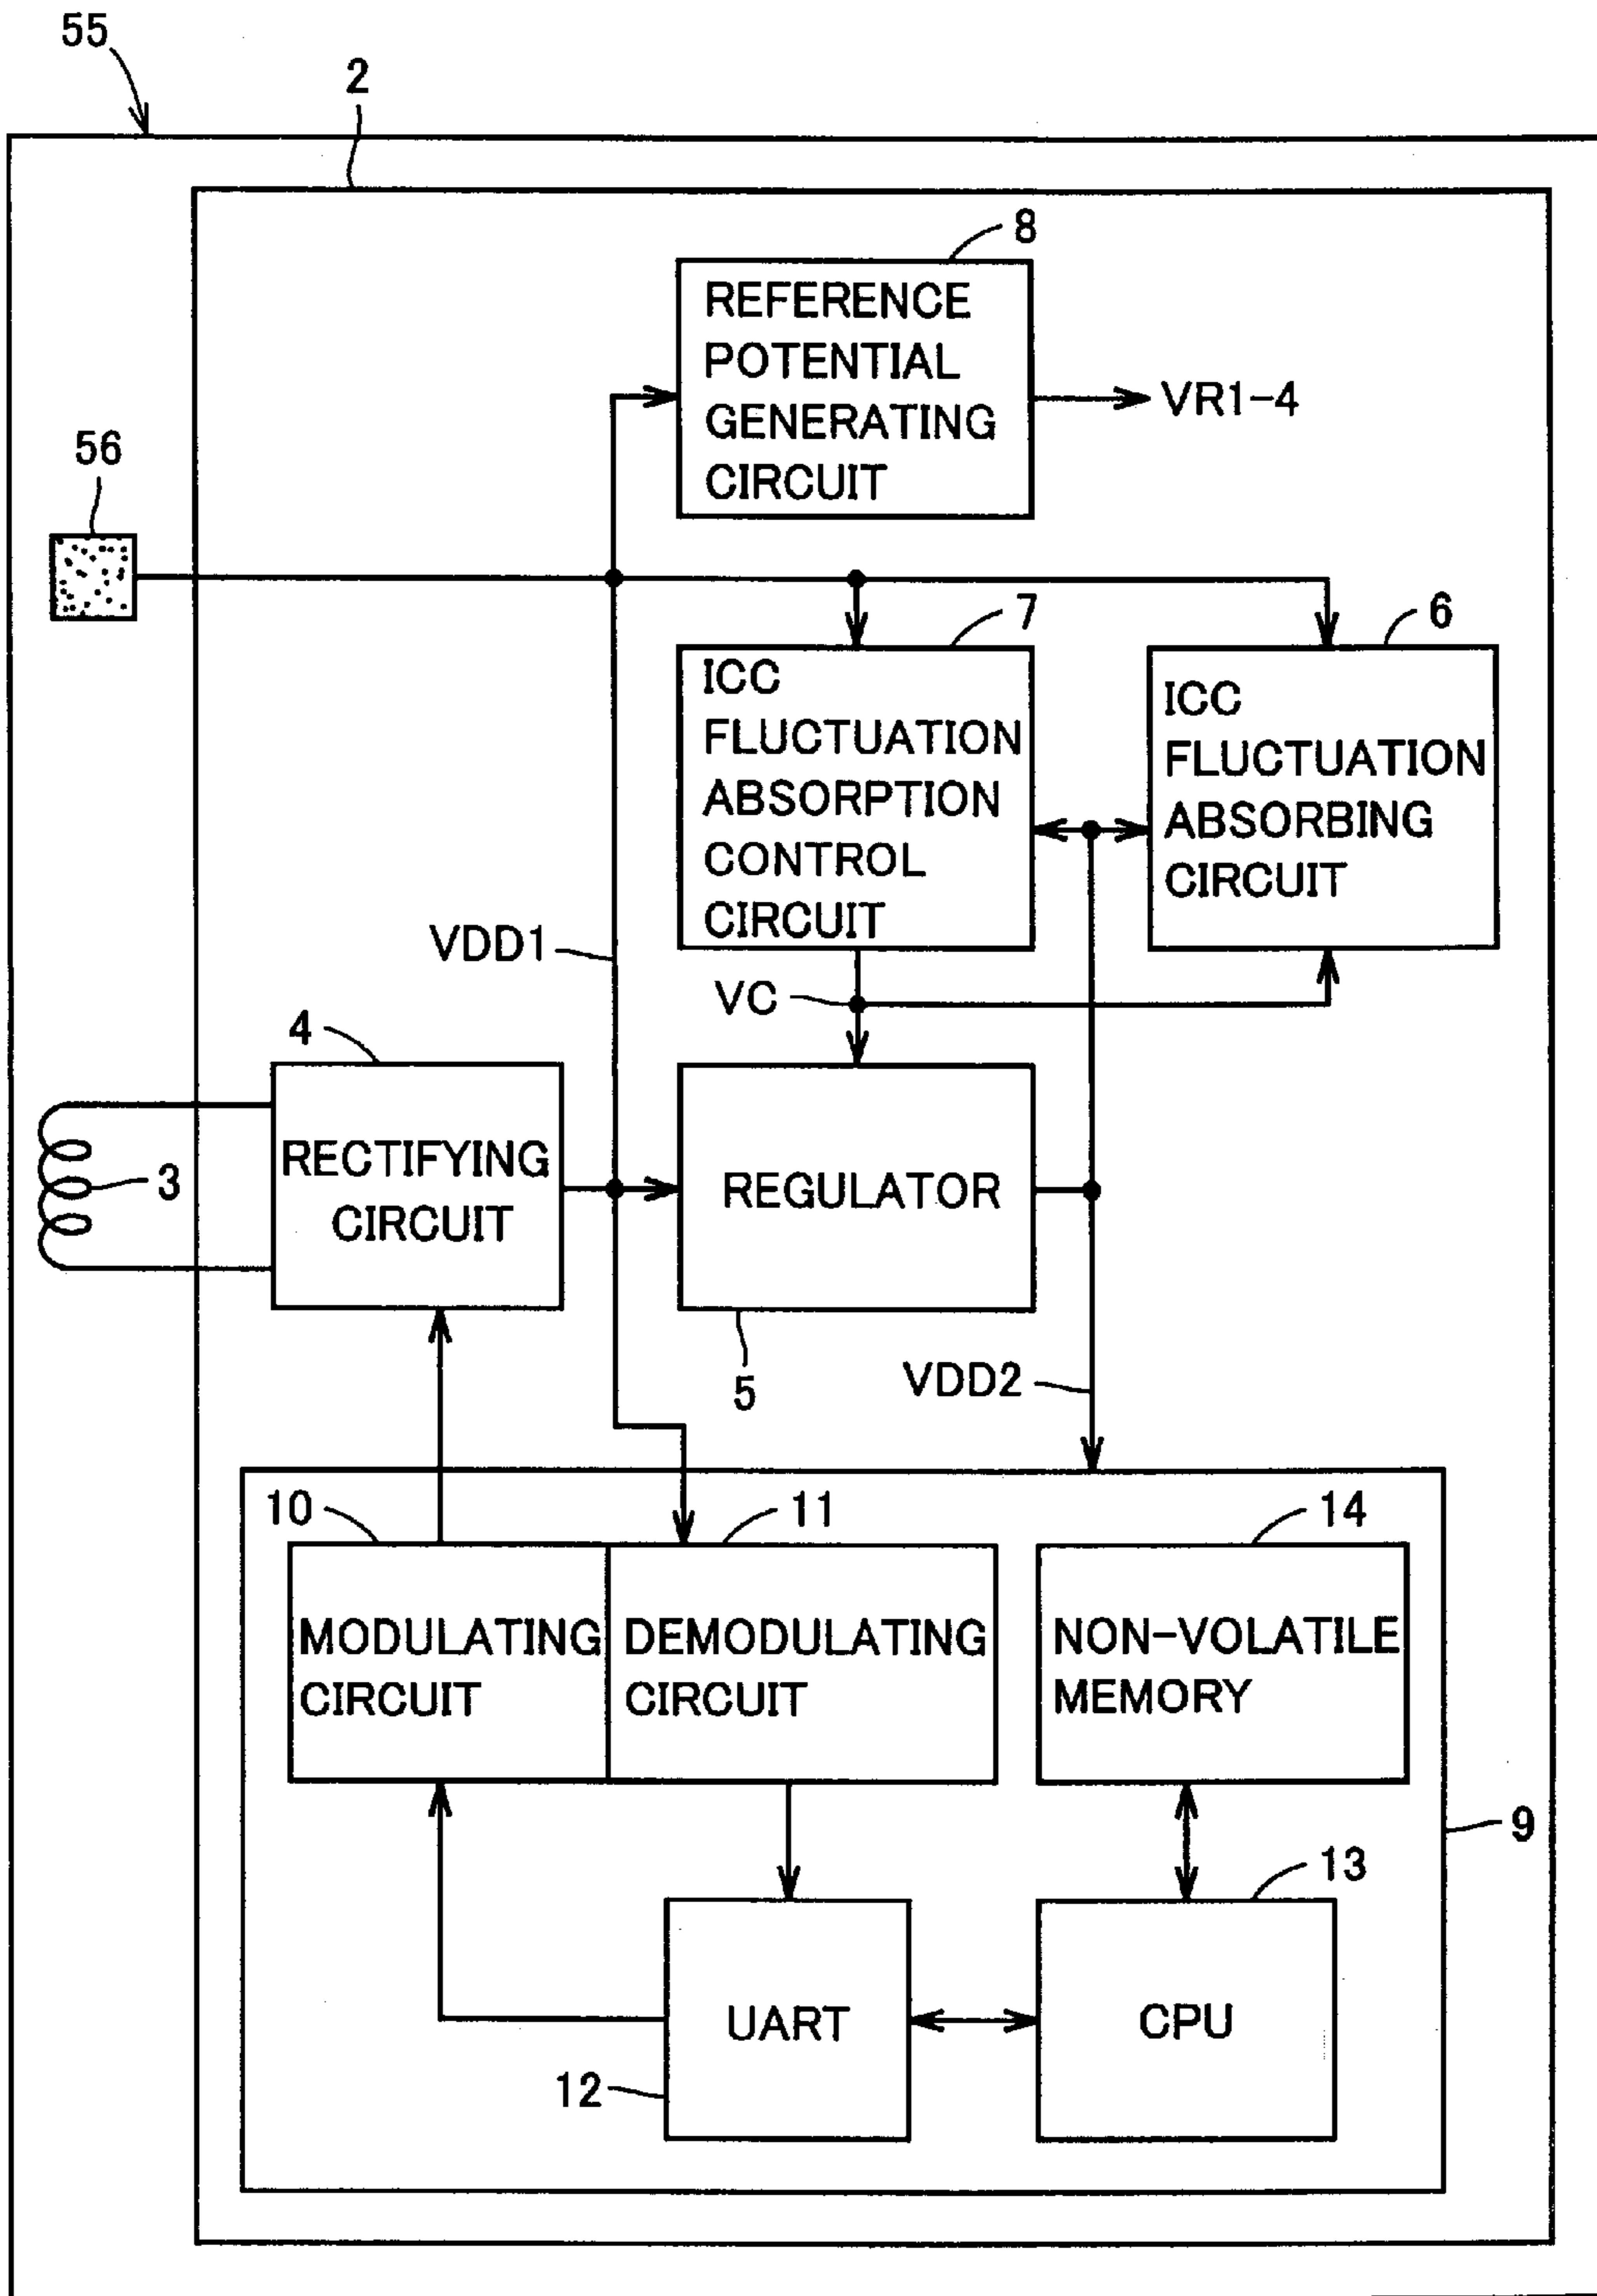 55
2
8
REFERENCE
POTENTIAL
GENERATING
CIRCUIT
VR1-4
56
7
6
ICC
FLUCTUATION
ABSORPTION
CONTROL
CIRCUIT
ICC
FLUCTUATION
ABSORBING
CIRCUIT
VDD1
VC
4
3
RECTIFYING
CIRCUIT
REGULATOR
5
VDD2
10
11
14
MODULATING
CIRCUIT
DEMODULATING
CIRCUIT
NON-VOLATILE
MEMORY
9
13
UART
CPU
12